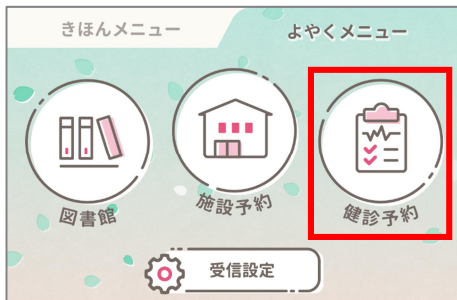 きほんメニュー
よやくメニュー
図書館
施設予約
健診予約
受信設定